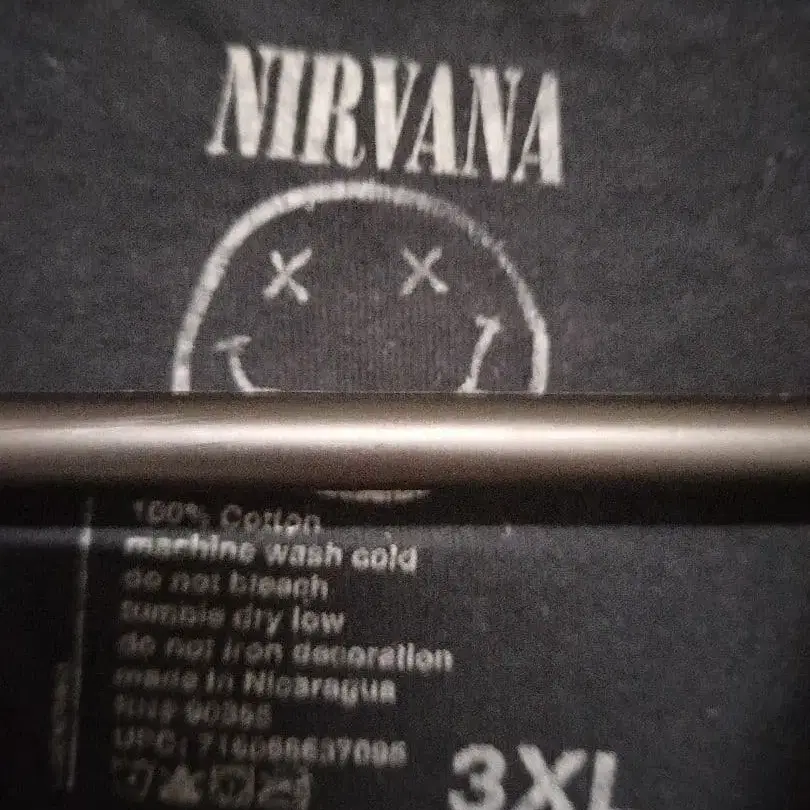 NIRVANA
100% Cotton
machine wash cold
do not bleach
tumble dry low
do not iron decoration
made in Nicaragua
3XL